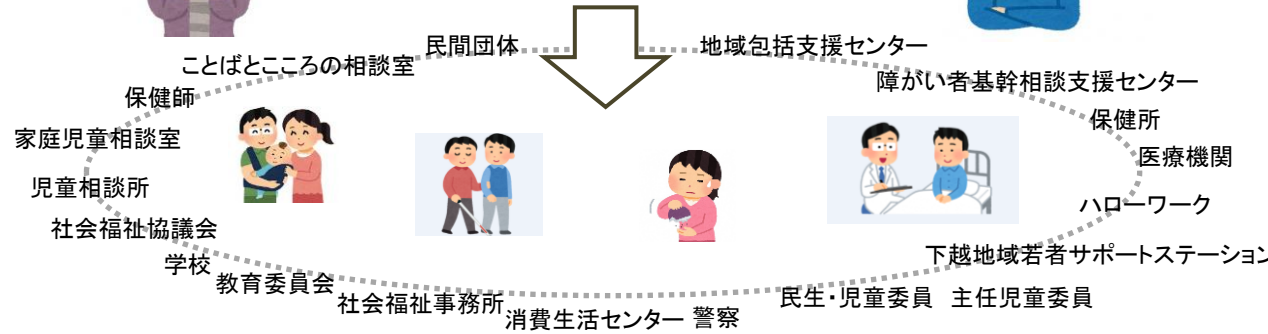 民間団体
地域包括支援センター
ことばとこころの相談室
障がい者基幹相談支援センター
保健師
保健所
家庭児童相談室
医療機関
児童相談所
ハローワーク
社会福祉協議会
下越地域若者サポートステーション
学校
教育委員会
社会福祉事務所
消費生活センター
警察
民生・児童委員
主任児童委員